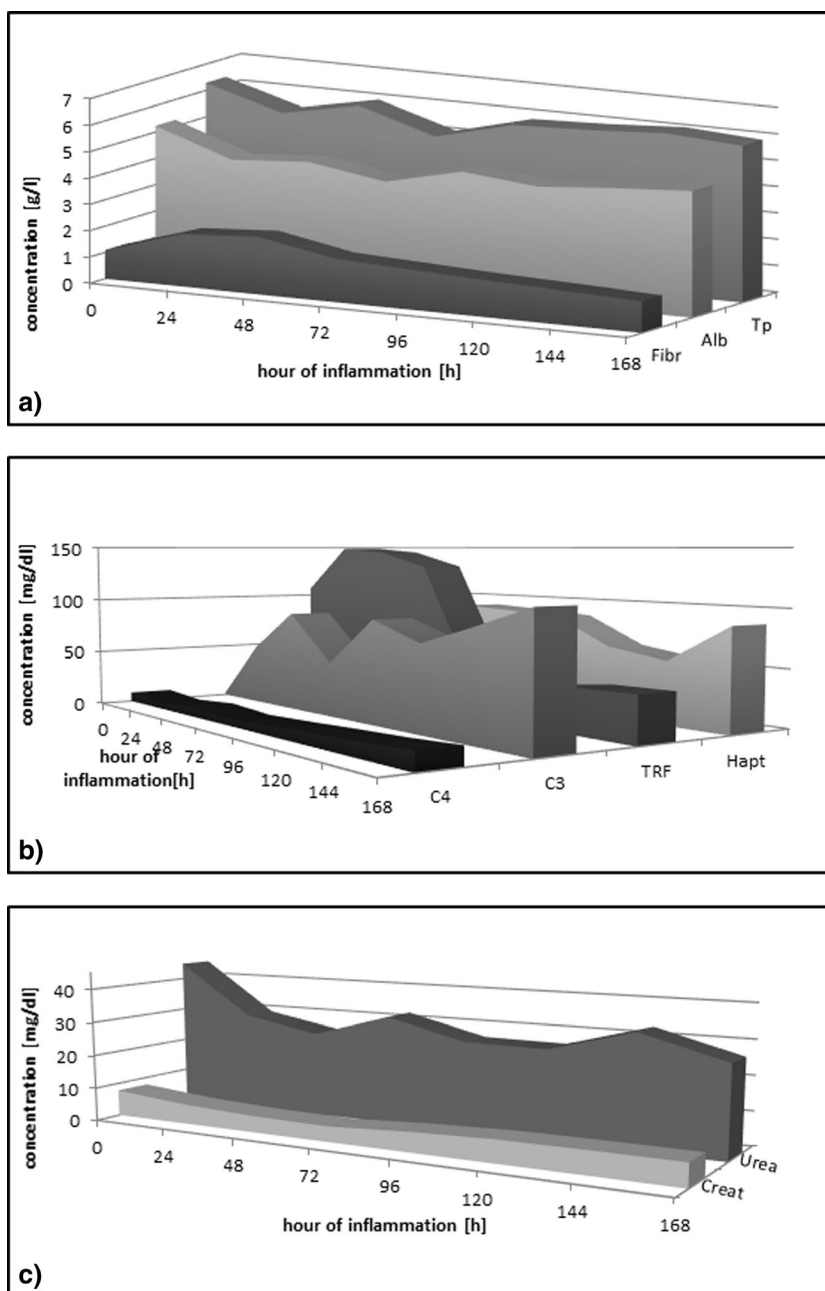 7
6
5
4
3
2
1
0
concentration [g/l]
0 24 48 72 96 120 144 168
hour of inflammation [h]
Fibr Alb Tp
a)
150
100
50
0
concentration [mg/dl]
0 24 48 72 96 120 144 168
hour of
inflammation[h]
C4 C3 TRF Hapt
b)
40
30
20
10
0
concentration [mg/dl]
0 24 48 72 96 120 144 168
hour of inflammation [h]
Creat Urea
c)